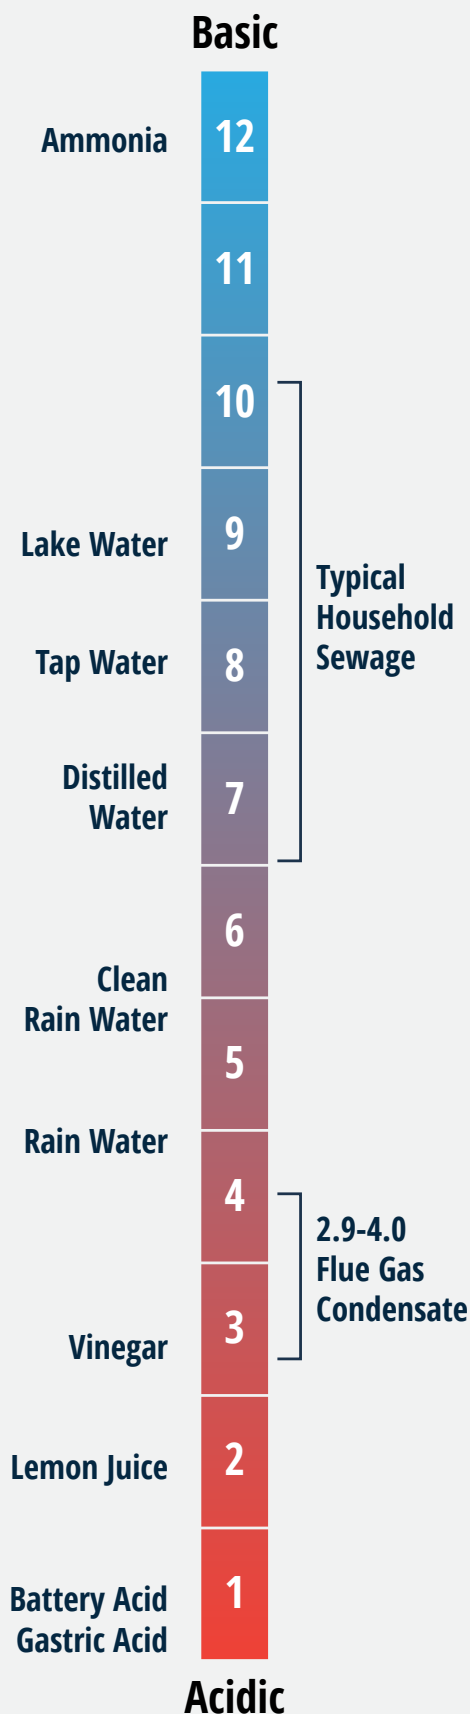 Basic
Ammonia
12
11
10
Lake Water
9
Typical
Household
Sewage
Tap Water
8
Distilled
Water
7
6
Clean
Rain Water
5
Rain Water
4
2.9-4.0
Flue Gas
Condensate
Vinegar
3
Lemon Juice
2
Battery Acid
Gastric Acid
1
Acidic